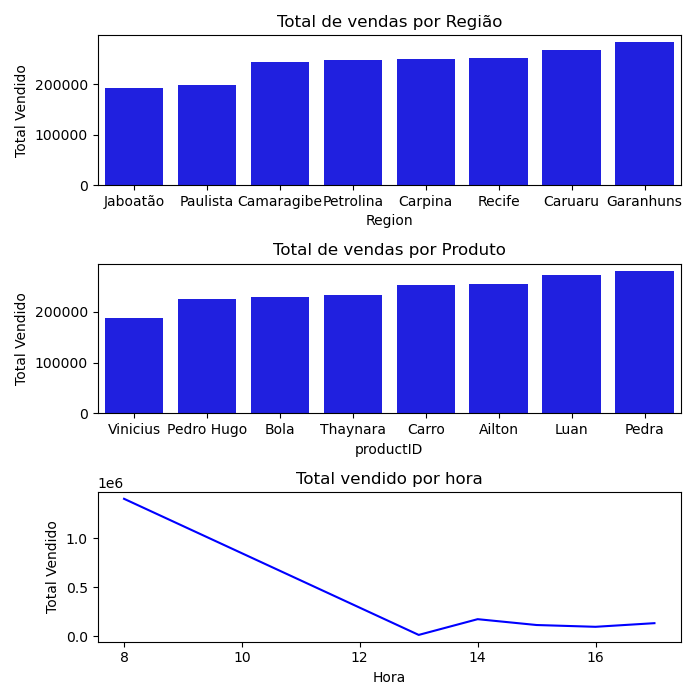 Total de vendas por Região
Total Vendido
200000
100000
0
Jaboatão Paulista Camaragibe Petrolina Carpina Recife Caruaru Garanhuns
Region
Total de vendas por Produto
Total Vendido
200000
100000
0
Vinicius Pedro Hugo Bola Thaynara Carro Ailton Luan Pedra
productID
Total vendido por hora
1e6
Total Vendido
1.0
0.5
0.0
8 10 12 14 16
Hora